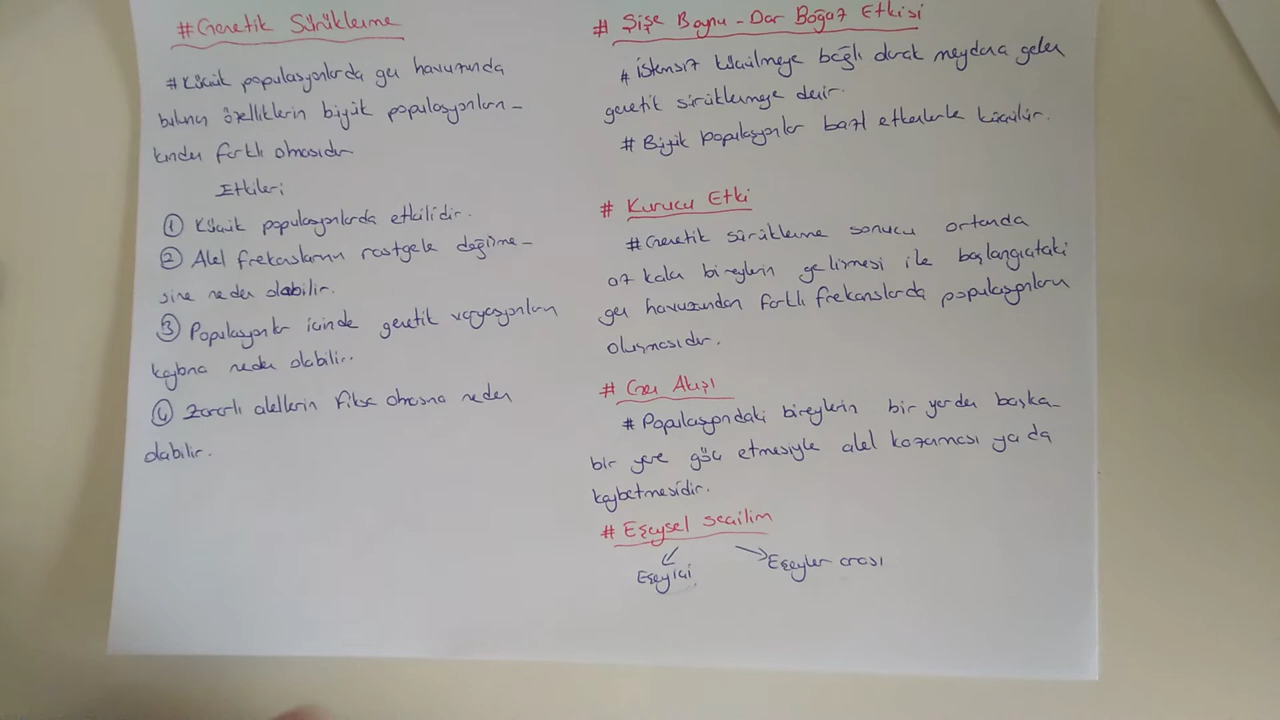 #Genetik Sürüklenme
#Küçük populasyonlarda gen havuzunda
bulunan özelliklerin büyük populasyonların-
kinden farklı olmasıdır
Etkileri
① Küçük populasyonlarda etkilidir.
② Alel frekanslarının rastgele değişme-
sine neden olabilir.
③ Populasyonlar içinde genetik varyasyonların
kaybına neden olabilir.
④ Zararlı alellerin fikse olmasına neden
olabilir.
# Şişe Boynu - Dar Boğaz Etkisi
# İstemsiz küçülmeye bağlı olarak meydana gelen
genetik sürüklenmeye denir.
# Büyük populasyonlar bazı etkenlerle küçülür.
# Kurucu Etki
#Genetik sürüklenme sonucu ortamda
az kalan bireylerin gelişmesi ile başlangıçtaki
gen havuzundan farklı frekanslarda populasyonların
oluşmasıdır.
# Gen Akışı
# Populasyondaki bireylerin bir yerden başka
bir yere göç etmesiyle alel kazanması ya da
kaybetmesidir.
# Eşeysel seçilim
Eşeyiçi
Eşeyler arası